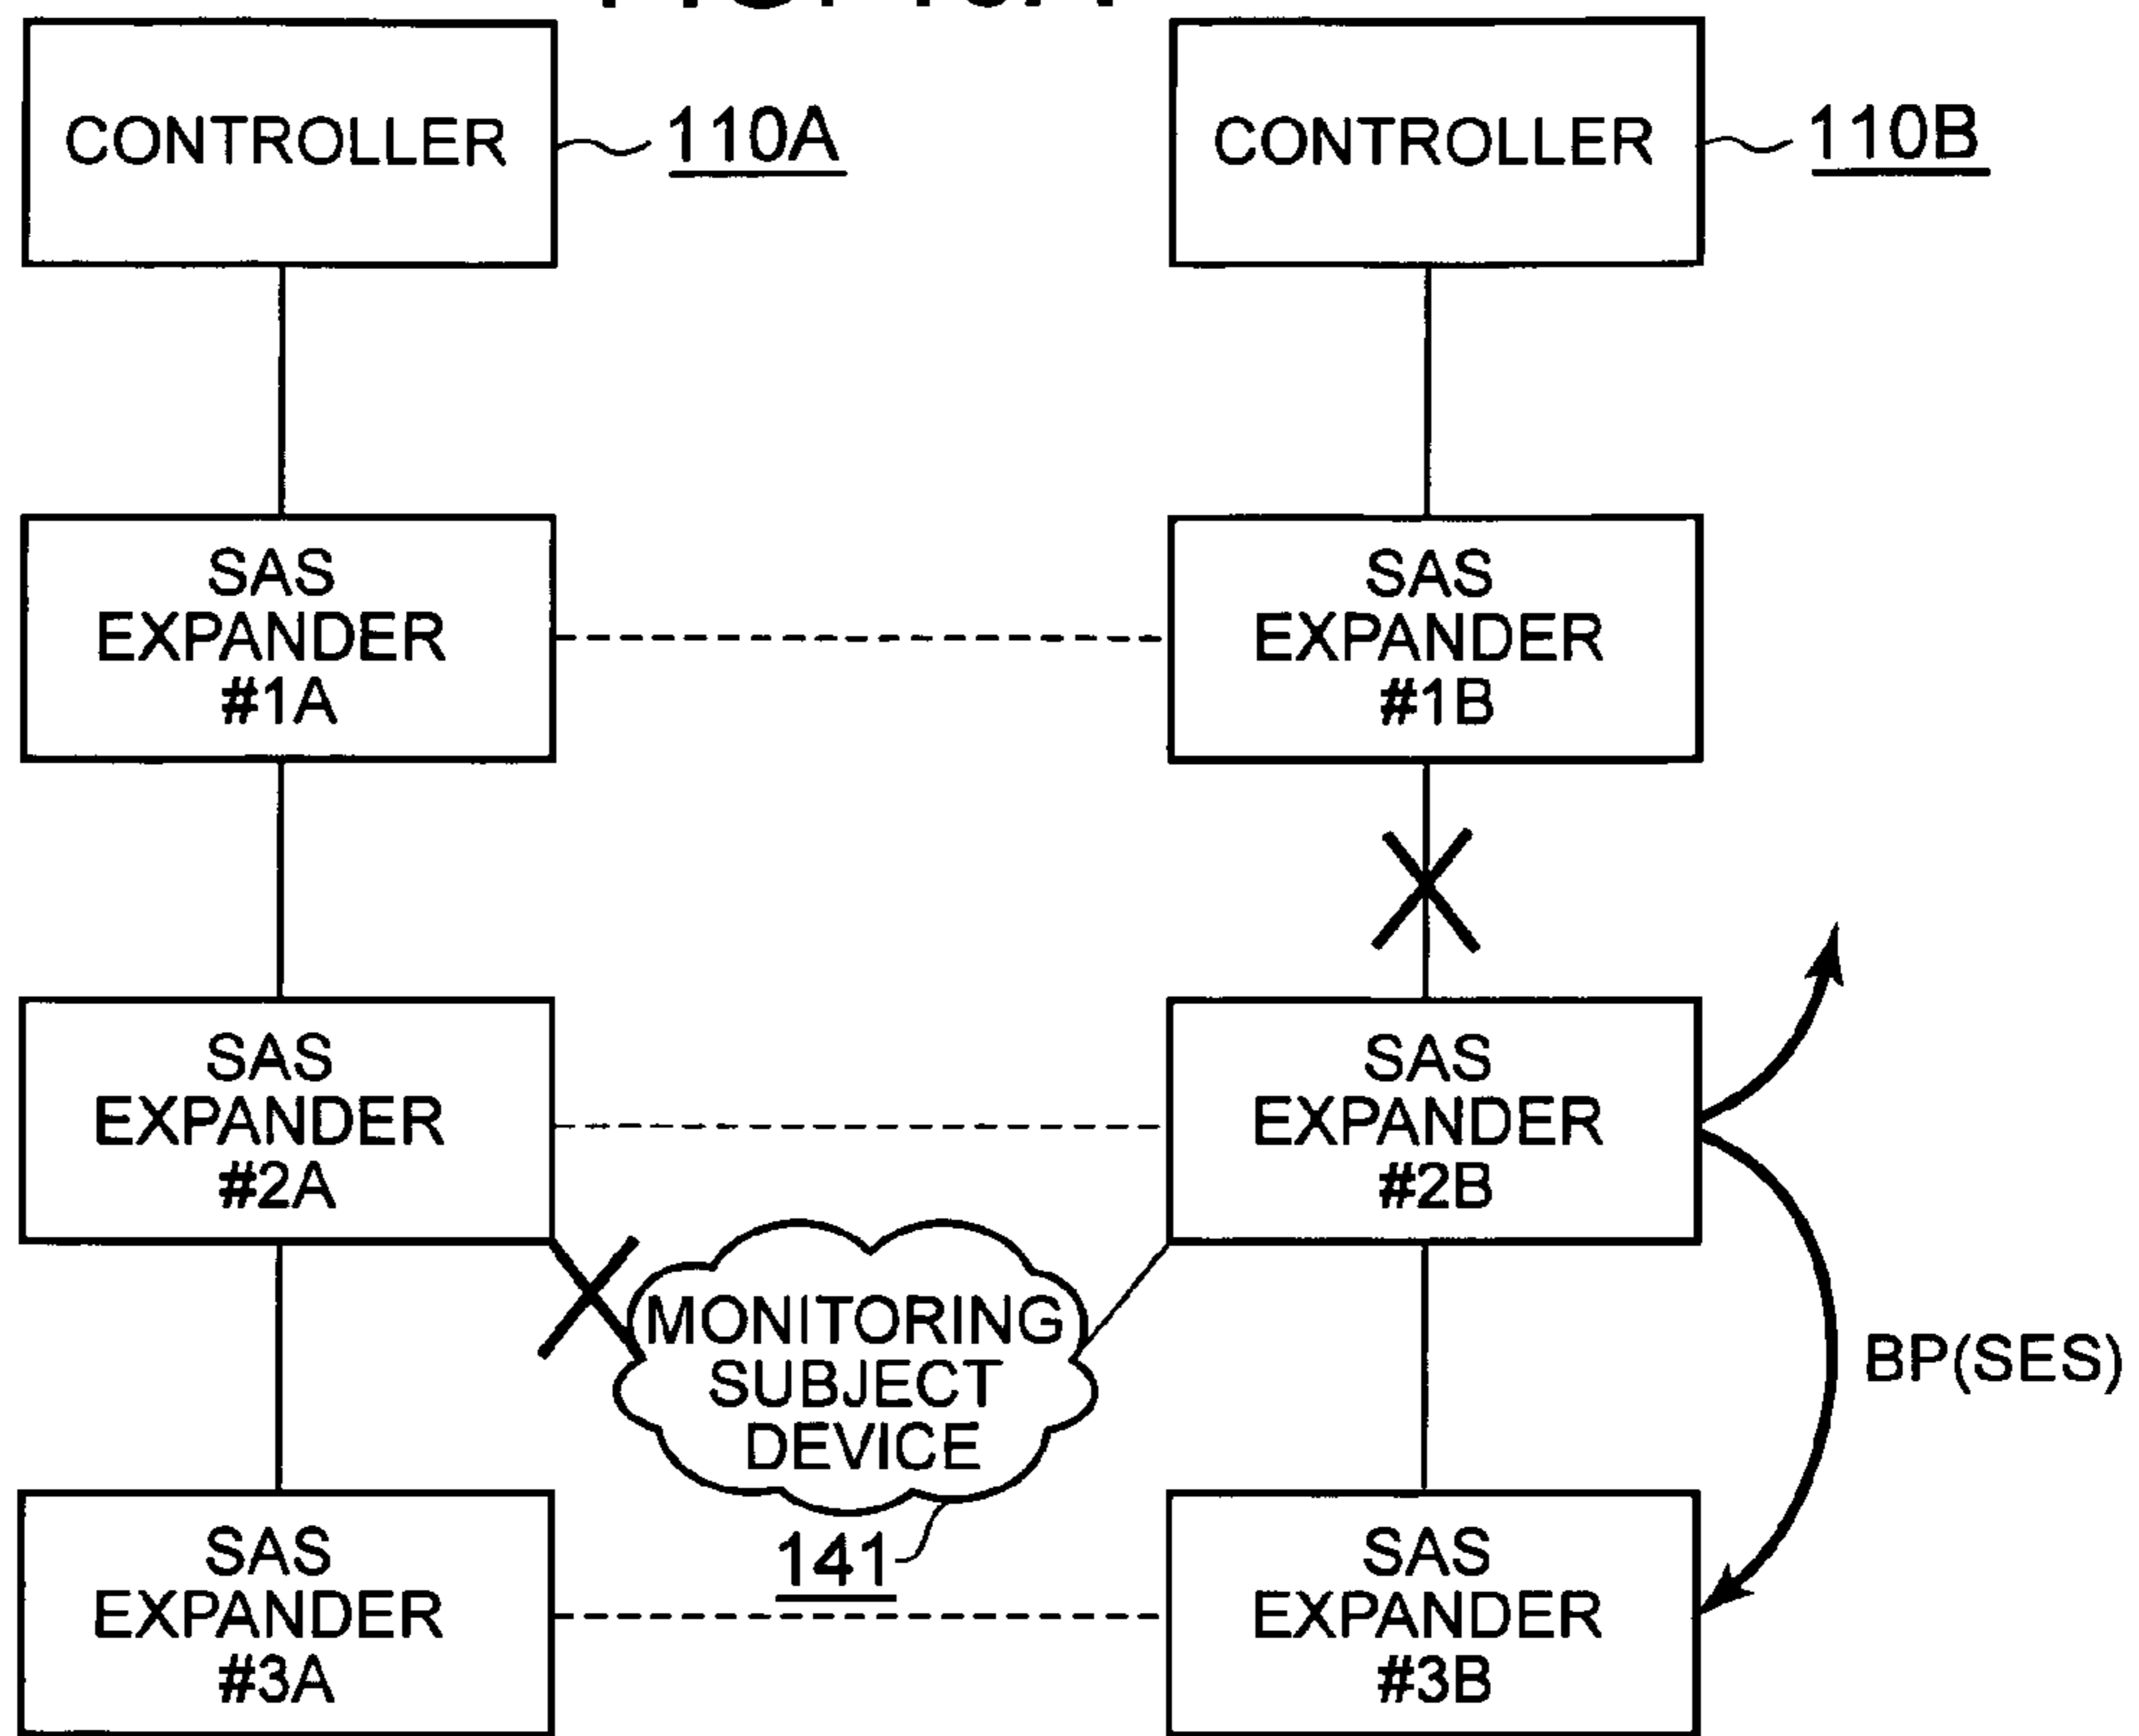 CONTROLLER
110A
CONTROLLER
110B
SAS
EXPANDER
#1A
SAS
EXPANDER
#1B
SAS
EXPANDER
#2A
SAS
EXPANDER
#2B
MONITORING
SUBJECT
DEVICE
BP(SES)
141
SAS
EXPANDER
#3A
SAS
EXPANDER
#3B